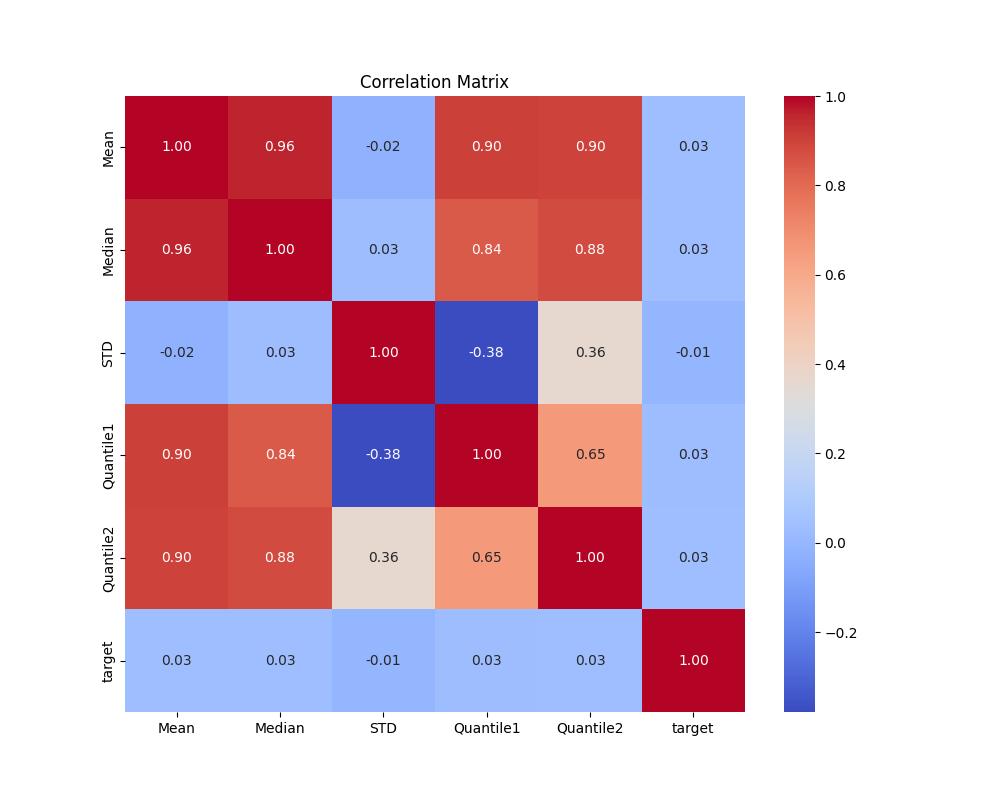 Correlation Matrix
Mean 1.00 0.96 -0.02 0.90 0.90 0.03
Median 0.96 1.00 0.03 0.84 0.88 0.03
STD -0.02 0.03 1.00 -0.38 0.36 -0.01
Quantile1 0.90 0.84 -0.38 1.00 0.65 0.03
Quantile2 0.90 0.88 0.36 0.65 1.00 0.03
target 0.03 0.03 -0.01 0.03 0.03 1.00
Mean Median STD Quantile1 Quantile2 target
1.0
0.8
0.6
0.4
0.2
0.0
−0.2